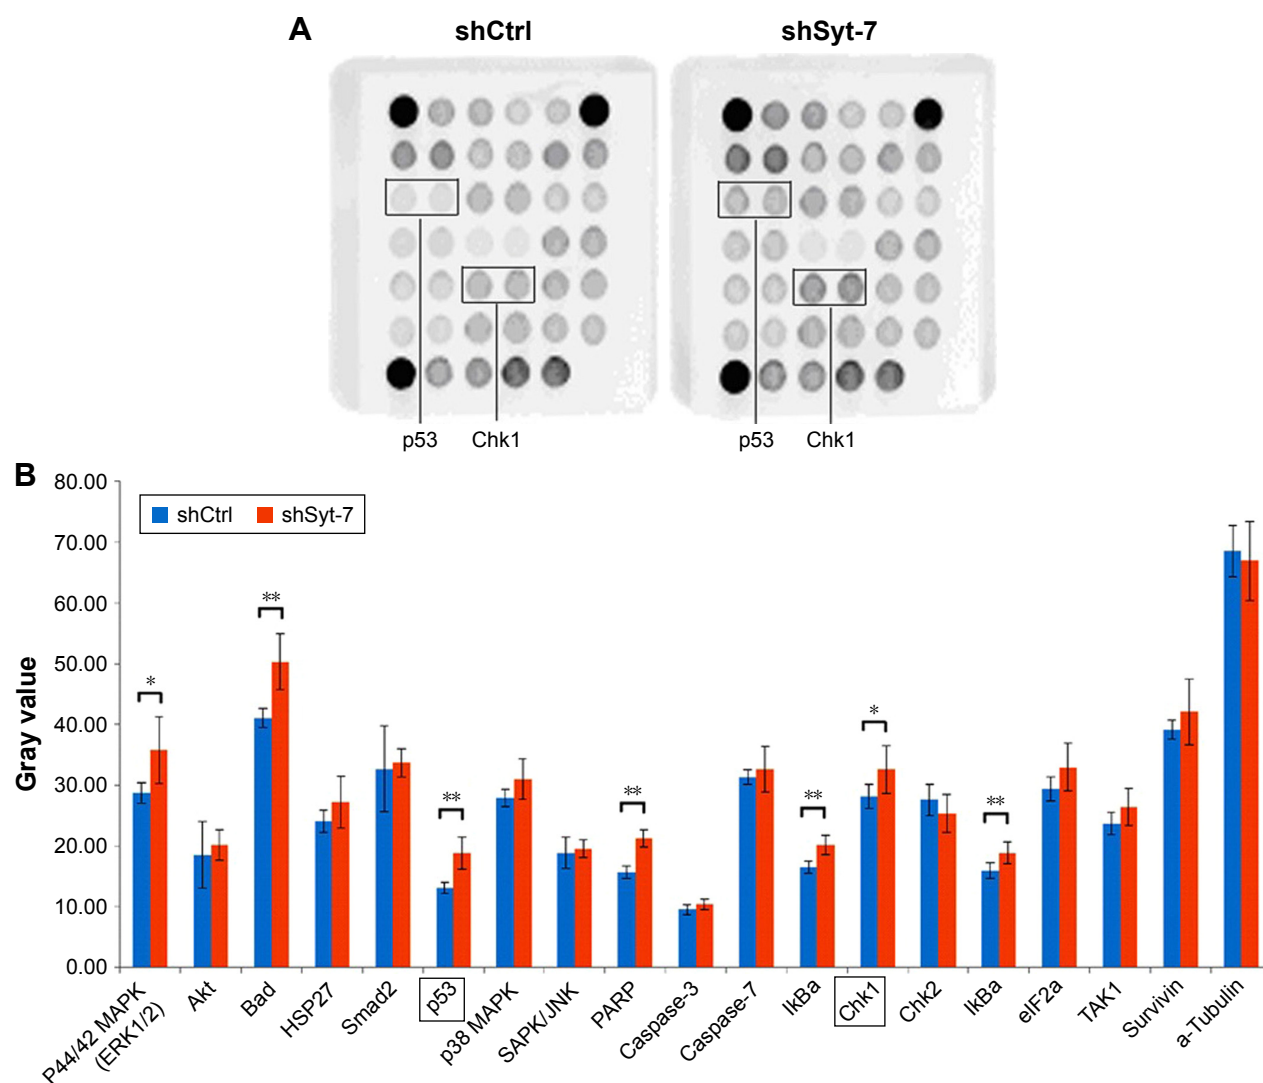 A
shCtrl
shSyt-7
p53
Chk1
p53
Chk1
B
80.00
70.00
60.00
50.00
40.00
30.00
20.00
10.00
0.00
Gray value
shCtrl
shSyt-7
*
**
**
**
**
*
**
P44/42 MAPK
(ERK1/2)
Akt
Bad
HSP27
Smad2
p53
p38 MAPK
SAPK/JNK
PARP
Caspase-3
Caspase-7
IkBa
Chk1
Chk2
IkBa
eIF2a
TAK1
Survivin
a-Tubulin